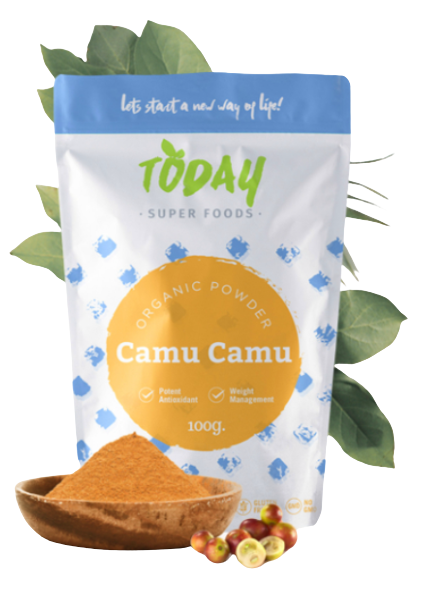 Lets start a new way of life!
TODAY
· SUPER FOODS ·
ORGANIC POWDER
Camu Camu
Potent
Antioxidant
Weight
Management
100g.